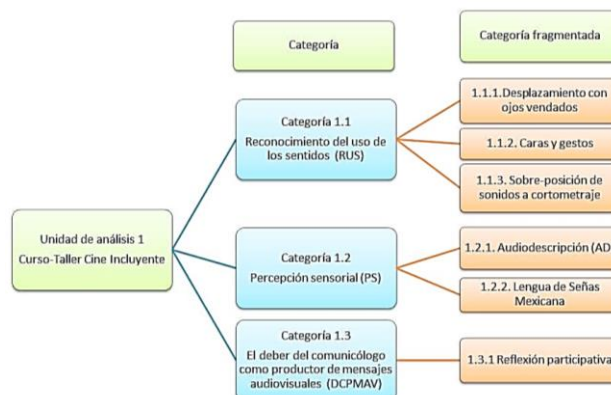 Categoría
Categoría fragmentada
Unidad de análisis 1
Curso-Taller Cine Incluyente
Categoría 1.1
Reconocimiento del uso de
los sentidos (RUS)
1.1.1.Desplazamiento con
ojos vendados
1.1.2. Caras y gestos
1.1.3. Sobre-posición de
sonidos a cortometraje
Categoría 1.2
Percepción sensorial (PS)
1.2.1. Audiodescripción (AD
1.2.2. Lengua de Señas
Mexicana
Categoría 1.3
El deber del comunicólogo
como productor de mensajes
audiovisuales (DCPMAV)
1.3.1 Reflexión participativa